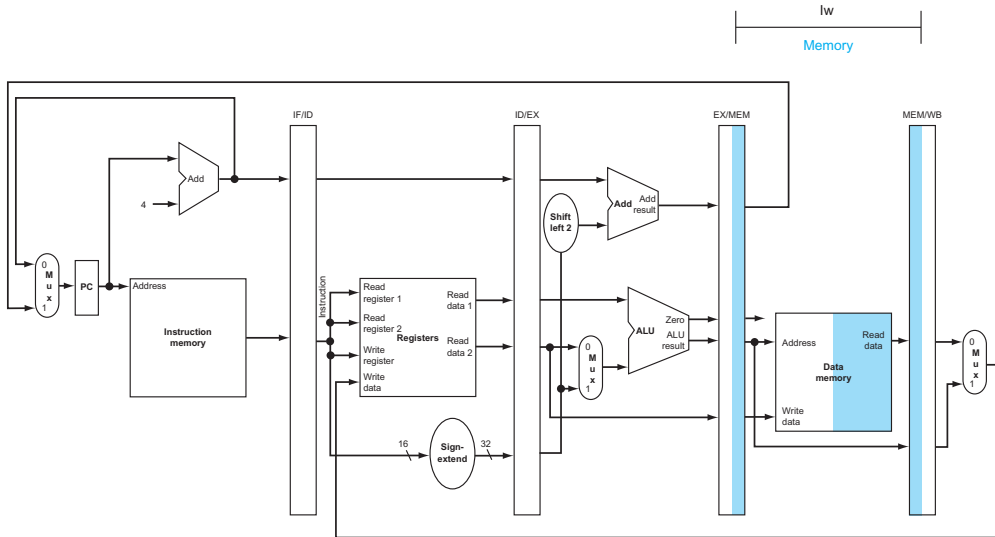 lw
Memory
IF/ID
ID/EX
EX/MEM
MEM/WB
Add
4
Shift
left 2
Add
Add
result
0
M
u
x
1
PC
Address
Instruction
memory
Instruction
Read
register 1
Read
register 2
Write
register
Write
data
Registers
Read
data 1
Read
data 2
16
Sign-
extend
32
0
M
u
x
1
ALU
Zero
ALU
result
Address
Data
memory
Write
data
Read
data
0
M
u
x
1